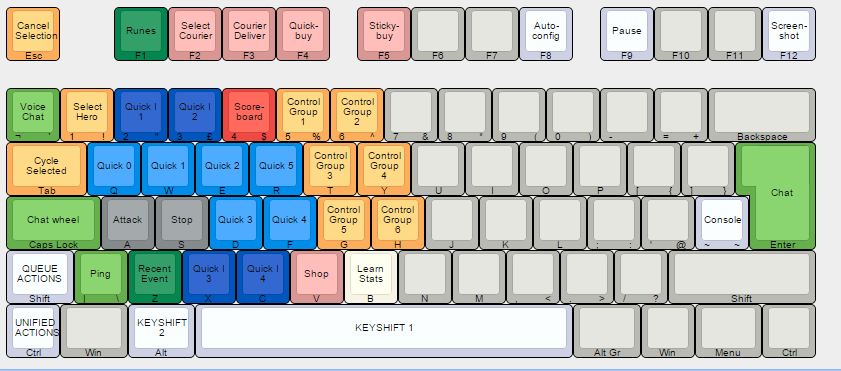 Cancel Selection Esc
Runes F1
Select Courier F2
Courier Deliver F3
Quick-buy F4
Sticky-buy F5
F6
F7
Auto-config F8
Pause F9
F10
F11
Screen-shot F12
Voice Chat ¬ `
Select Hero 1 !
Quick I 1 2 "
Quick I 2 3 £
Score-board 4 $
Control Group 1 5 %
Control Group 2 6 ^
7 &
8 *
9 (
0 )
- _
= +
Backspace
Cycle Selected Tab
Quick 0 Q
Quick 1 W
Quick 2 E
Quick 5 R
Control Group 3 T
Control Group 4 Y
U
I
O
P
[ {
] }
Chat Enter
Chat wheel Caps Lock
Attack A
Stop S
Quick 3 D
Quick 4 F
Control Group 5 G
Control Group 6 H
J
K
L
; :
' @
Console ~ ~
QUEUE ACTIONS Shift
Ping | \
Recent Event Z
Quick I 3 X
Quick I 4 C
Shop V
Learn Stats B
N
M
, <
. >
/ ?
Shift
UNIFIED ACTIONS Ctrl
Win
KEYSHIFT 2 Alt
KEYSHIFT 1
Alt Gr
Win
Menu
Ctrl